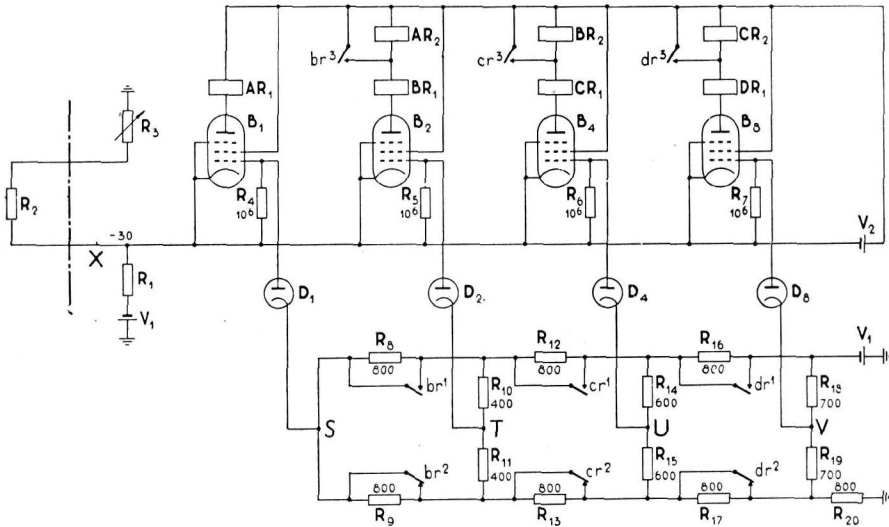 AR₂ BR₂ CR₂
br³ cr³ dr³
AR₁ BR₁ CR₁ DR₁
B₁ B₂ B₄ B₈
R₃
R₂
R₄ 10⁶ R₅ 10⁶ R₆ 10⁶ R₇ 10⁶
-30
X
V₂
R₁
V₁
D₁ D₂ D₄ D₈
R₈ 800 R₁₂ 800 R₁₆ 800 V₁
br¹ cr¹ dr¹
R₁₀ 400 R₁₄ 600 R₁₈ 700
S T U V
R₁₁ 400 R₁₅ 600 R₁₉ 700
br² cr² dr²
800 800 800 800
R₉ R₁₃ R₁₇ R₂₀